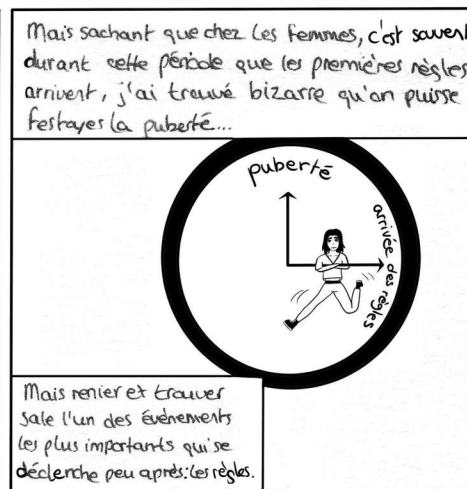 Mais sachant que chez les femmes, c'est souvent
durant cette période que les premières règles
arrivent, j'ai trouvé bizarre qu'on puisse
festoyer la puberté...
puberté
arrivée des règles
Mais renier et trouver
sale l'un des événements
les plus importants qui se
déclenche peu après: les règles.